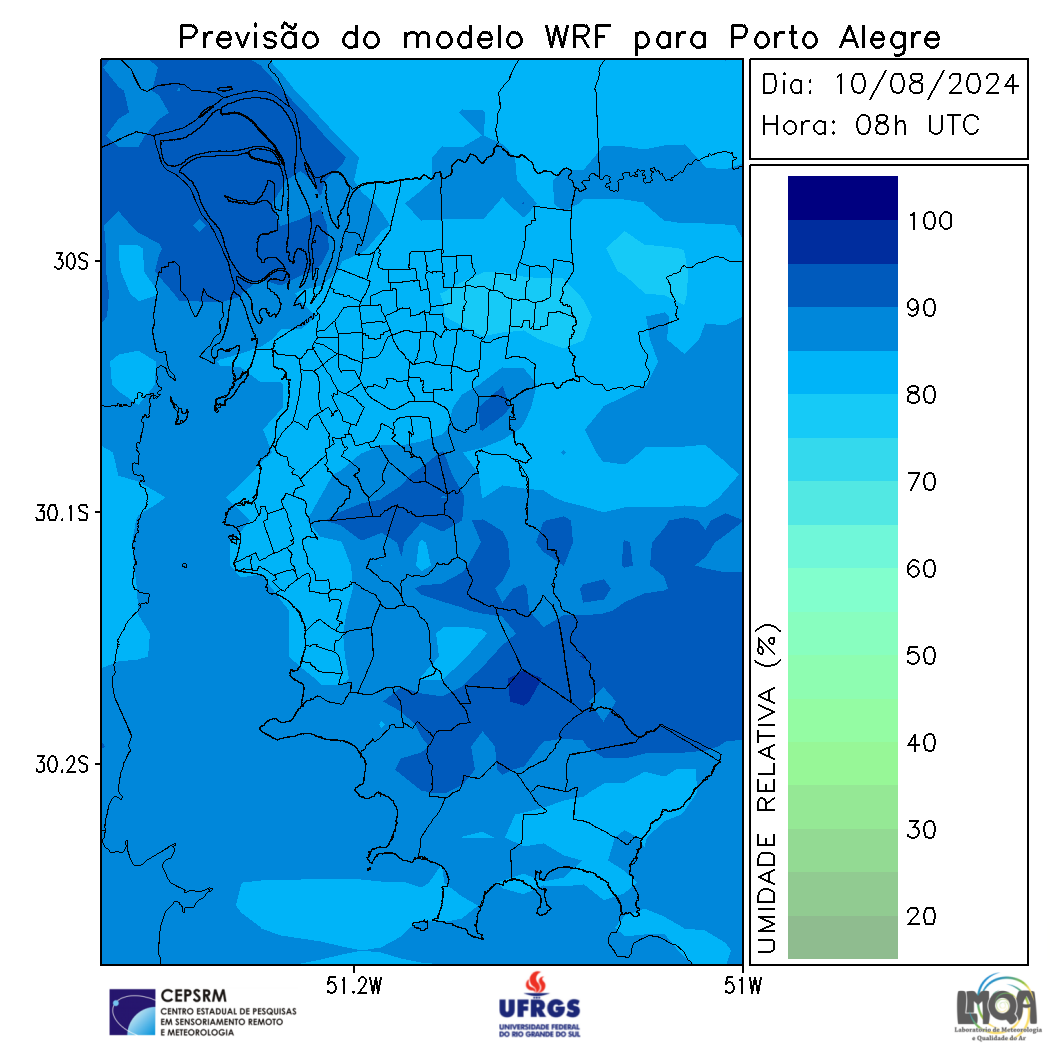 Previsão do modelo WRF para Porto Alegre
Dia: 10/08/2024
Hora: 08h UTC
30S
30.1S
30.2S
51.2W
51W
UMIDADE RELATIVA (%)
100
90
80
70
60
50
40
30
20
CEPSRM
CENTRO ESTADUAL DE PESQUISAS
EM SENSORIAMENTO REMOTO
E METEOROLOGIA
UFRGS
UNIVERSIDADE FEDERAL
DO RIO GRANDE DO SUL
LMQA
Laboratório de Meteorologia
e Qualidade do Ar